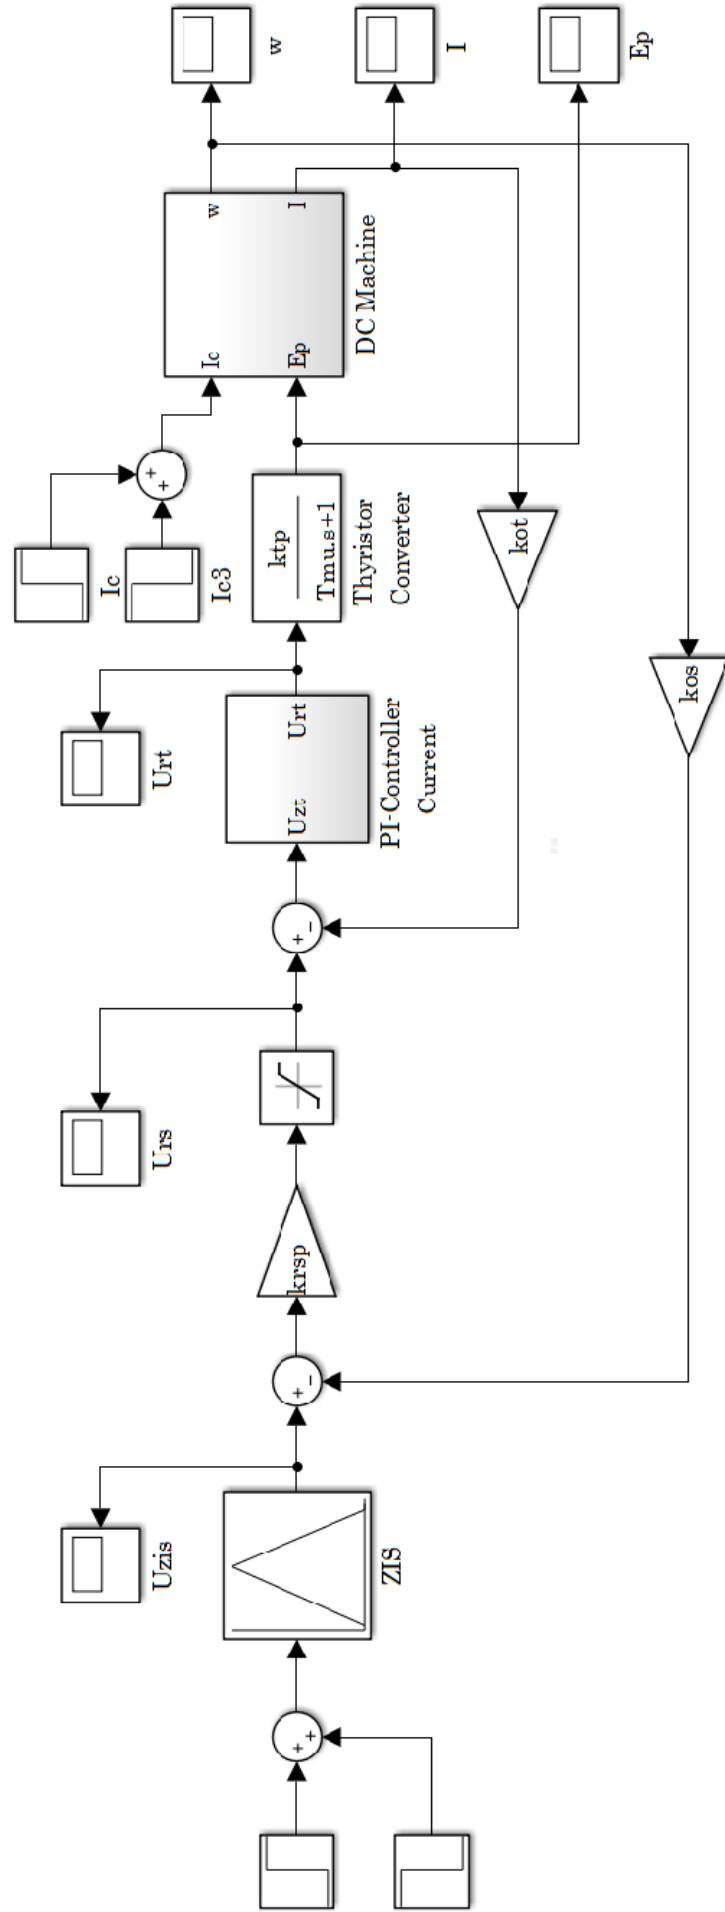 Uzis
ZIS
+
+
+
−
krsp
Urs
+
−
Uzt
Urt
PI-Controller
Current
Urt
ktp
Tmu.s+1
Thyristor
Converter
Ic
Ic3
+
+
Ic
w
Ep
I
DC Machine
w
I
Ep
kot
kos